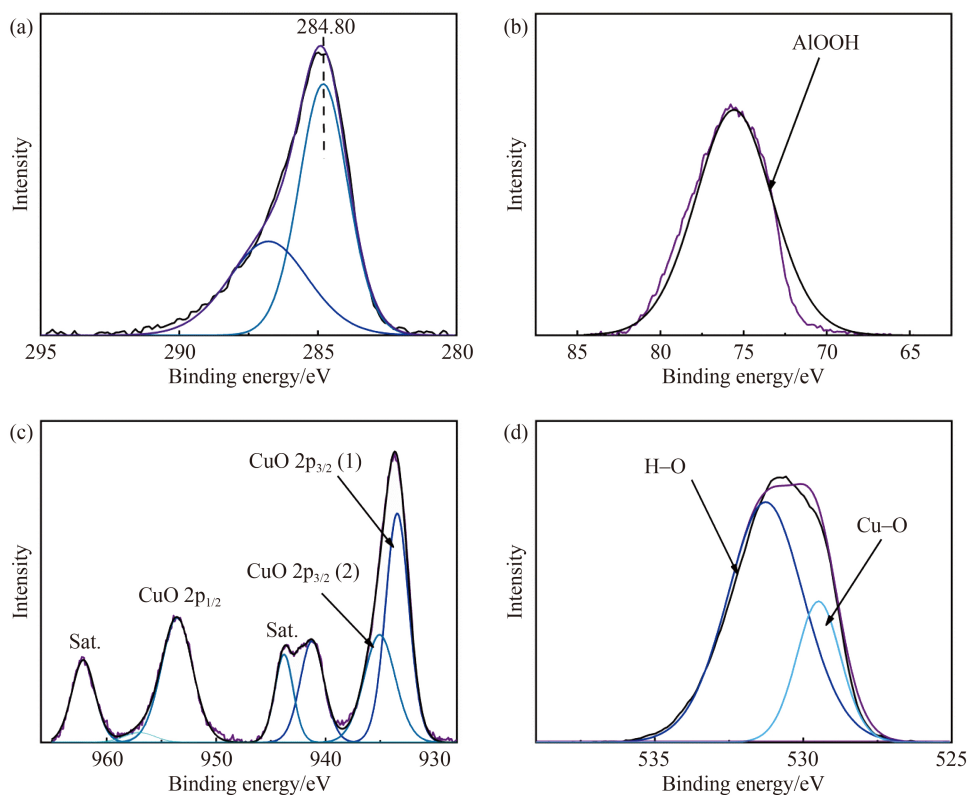 (a)
284.80
Intensity
295 290 285 280
Binding energy/eV
(b)
AlOOH
Intensity
85 80 75 70 65
Binding energy/eV
(c)
CuO 2p3/2 (1)
CuO 2p3/2 (2)
CuO 2p1/2
Sat.
Sat.
Intensity
960 950 940 930
Binding energy/eV
(d)
H–O
Cu–O
Intensity
535 530 525
Binding energy/eV